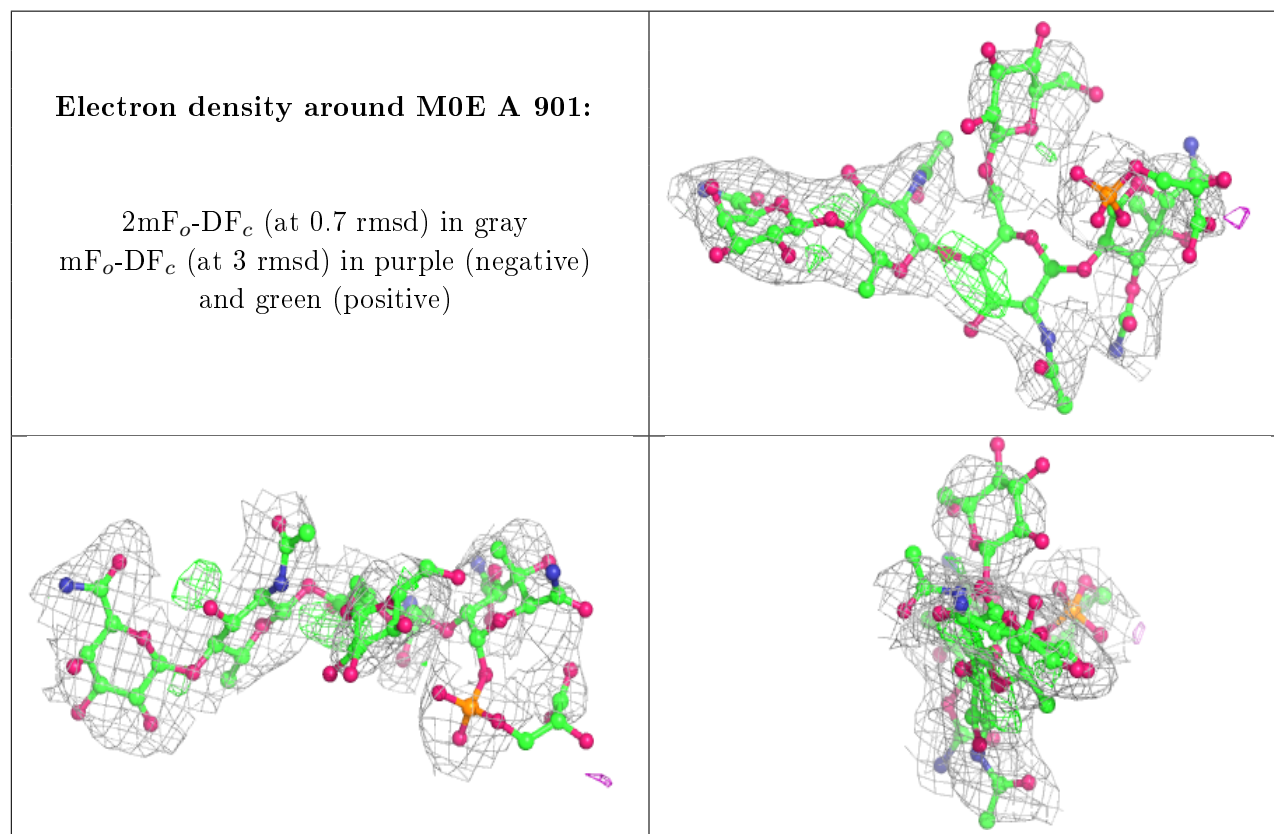 Electron density around M0E A 901:
2mFo-DFc (at 0.7 rmsd) in gray
mFo-DFc (at 3 rmsd) in purple (negative)
and green (positive)